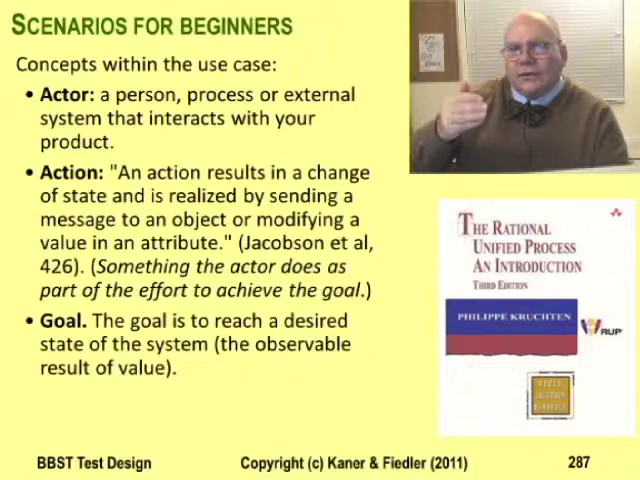 SCENARIOS FOR BEGINNERS
Concepts within the use case:
• Actor: a person, process or external
system that interacts with your
product.
• Action: "An action results in a change
of state and is realized by sending a
message to an object or modifying a
value in an attribute." (Jacobson et al,
426). (Something the actor does as
part of the effort to achieve the goal.)
• Goal. The goal is to reach a desired
state of the system (the observable
result of value).
THE RATIONAL
UNIFIED PROCESS
AN INTRODUCTION
THIRD EDITION
PHILIPPE KRUCHTEN
RUP
BBST Test Design
Copyright (c) Kaner & Fiedler (2011)
287